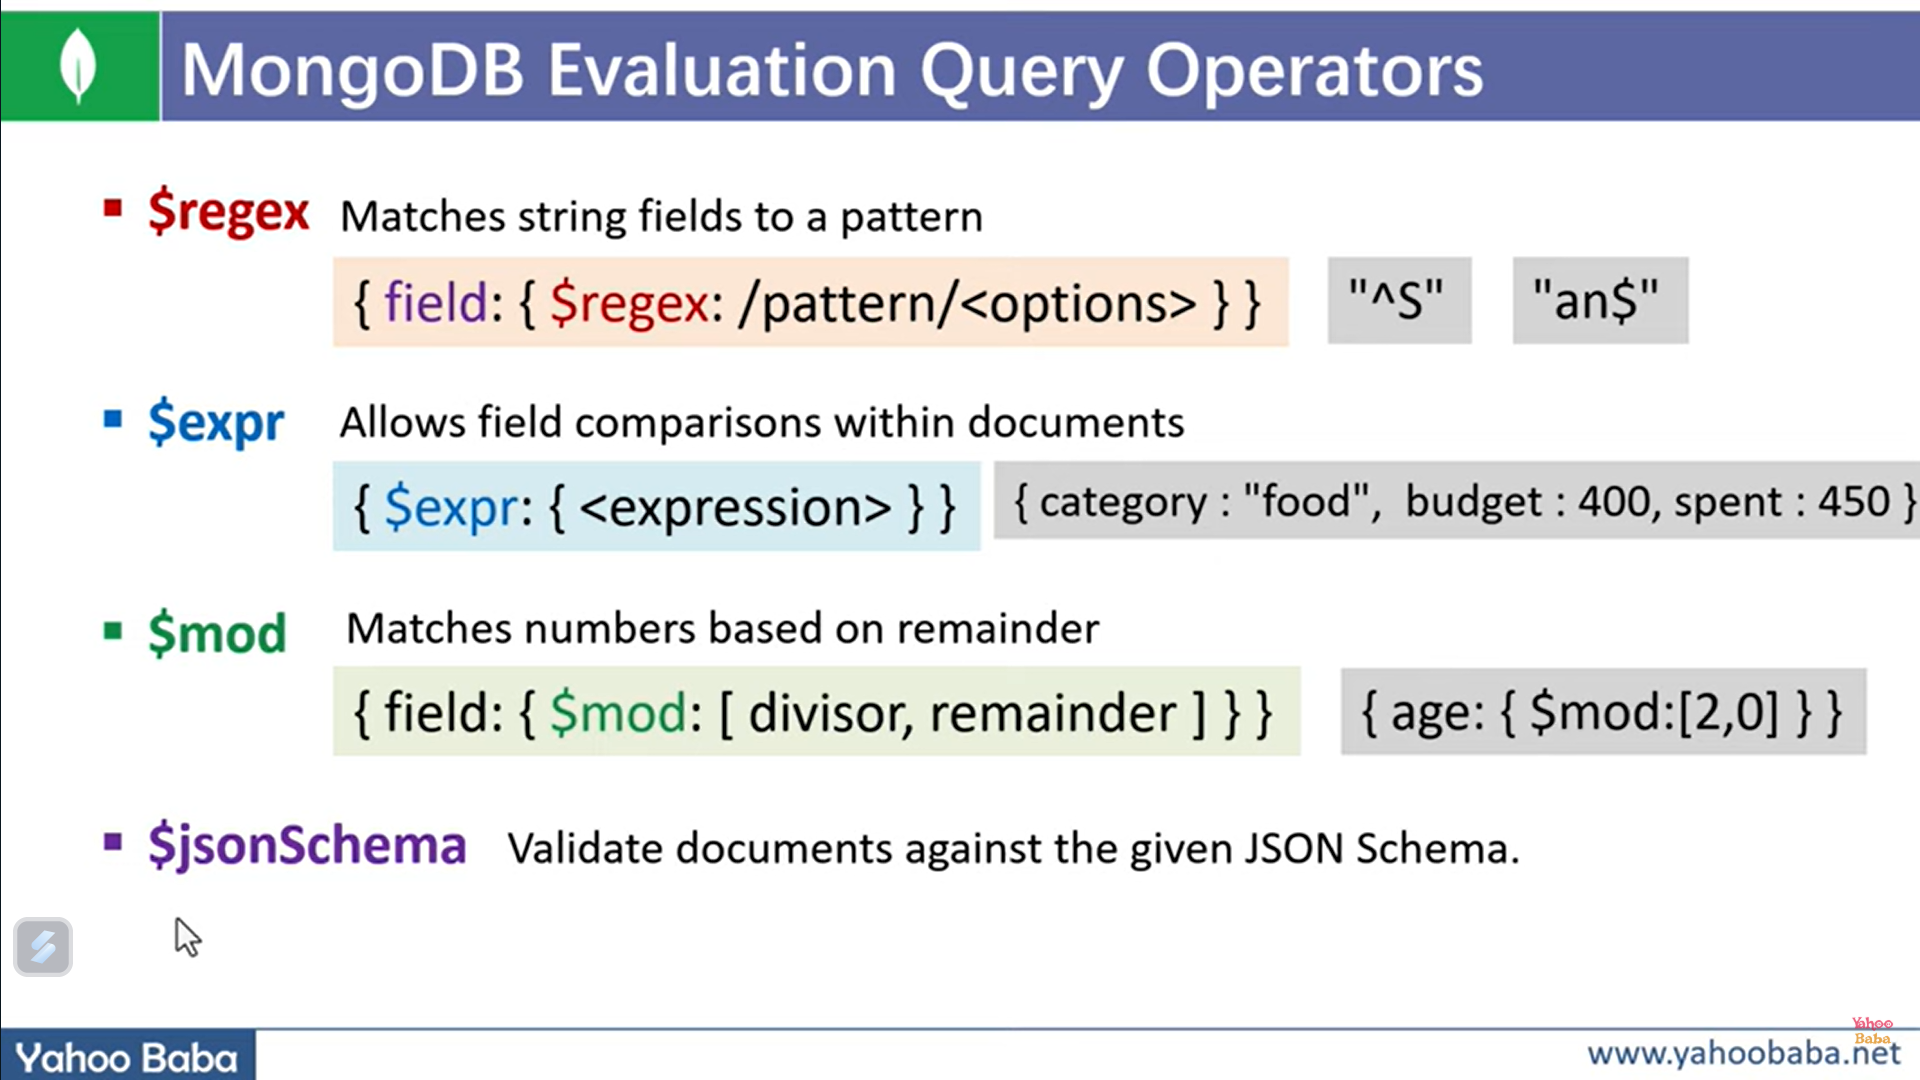 MongoDB Evaluation Query Operators
▪ $regex Matches string fields to a pattern
{ field: { $regex: /pattern/<options> } } "^S" "an$"
▪ $expr Allows field comparisons within documents
{ $expr: { <expression> } } { category : "food", budget : 400, spent : 450 }
▪ $mod Matches numbers based on remainder
{ field: { $mod: [ divisor, remainder ] } } { age: { $mod:[2,0] } }
▪ $jsonSchema Validate documents against the given JSON Schema.
Yahoo
Baba
Yahoo Baba www.yahoobaba.net